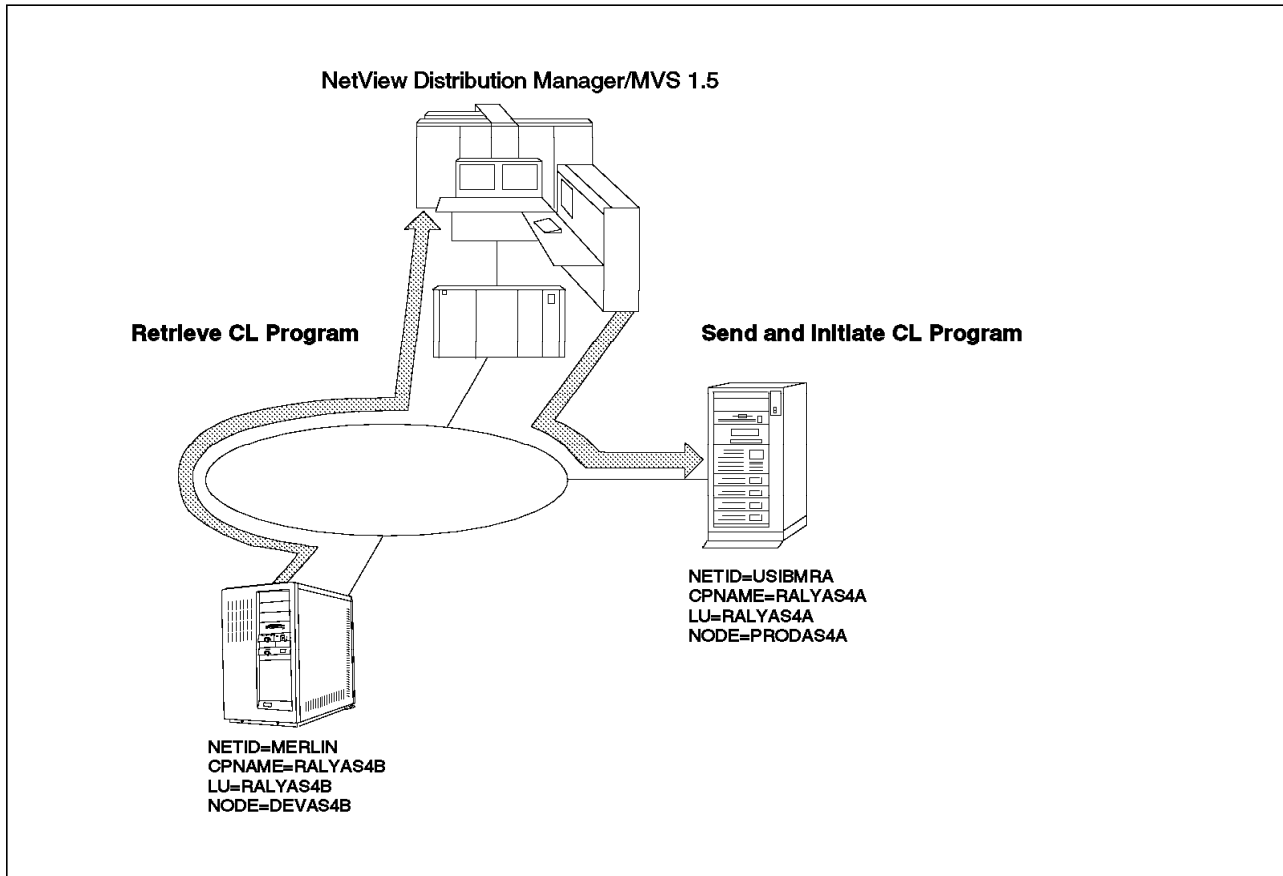 NetView Distribution Manager/MVS 1.5
Retrieve CL Program
Send and Initiate CL Program
NETID=USIBMRA
CPNAME=RALYAS4A
LU=RALYAS4A
NODE=PRODAS4A
NETID=MERLIN
CPNAME=RALYAS4B
LU=RALYAS4B
NODE=DEVAS4B